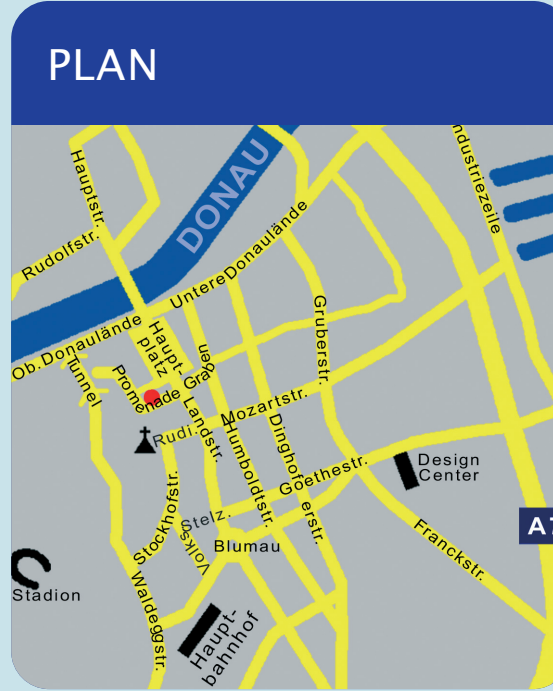 PLAN
DONAU
Hauptstr.
Rudolfstr.
Industriezeile
Untere Donaulände
Ob. Donaulände
Haupt-
platz
Tunnel
Promenade
Graben
Gruberstr.
Landstr.
Mozartstr.
Rudi.
Humboldtstr.
Dinghoferstr.
Goethestr.
Design
Center
Stockhofstr.
Stelz.
Volks.
Blumau
Franckstr.
A7
Stadion
Waldeggstr.
Haupt-
bahnhof